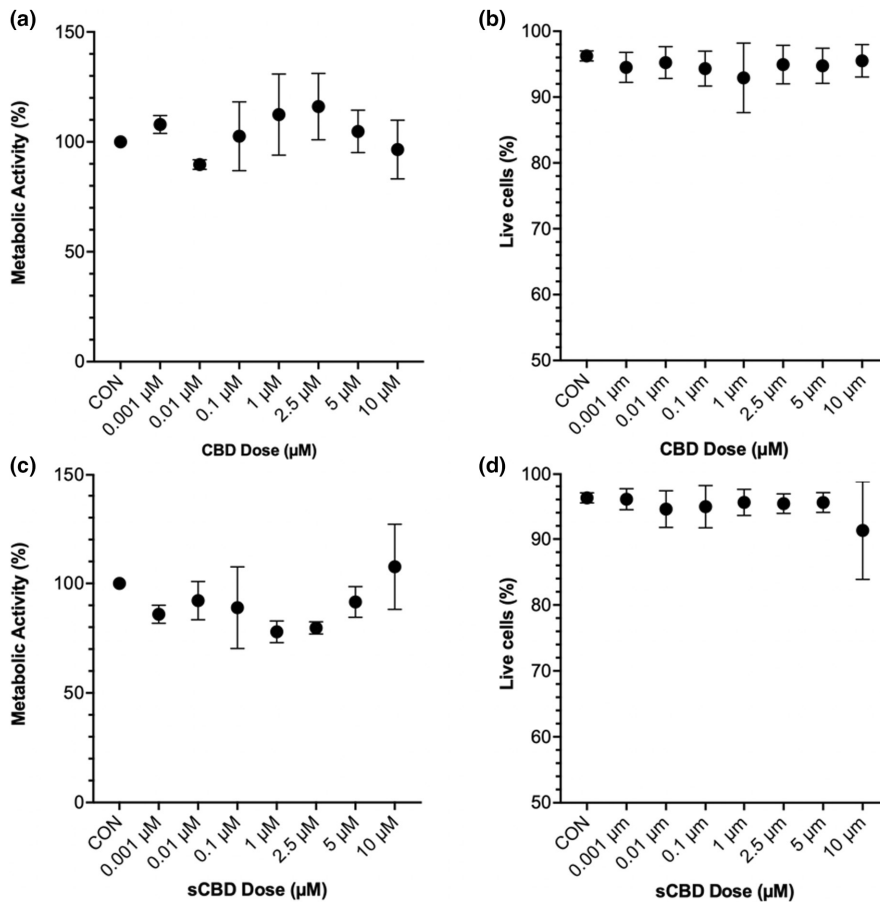 (a)
150
100
50
0
Metabolic Activity (%)
CON
0.001 µM
0.01 µM
0.1 µM
1 µM
2.5 µM
5 µM
10 µM
CBD Dose (µM)
(b)
100
90
80
70
60
50
Live cells (%)
CON
0.001 µm
0.01 µm
0.1 µm
1 µm
2.5 µm
5 µm
10 µm
CBD Dose (µM)
(c)
150
100
50
0
Metabolic Activity (%)
CON
0.001 µM
0.01 µM
0.1 µM
1 µM
2.5 µM
5 µM
10 µM
sCBD Dose (µM)
(d)
100
90
80
70
60
50
Live cells (%)
CON
0.001 µm
0.01 µm
0.1 µm
1 µm
2.5 µm
5 µm
10 µm
sCBD Dose (µM)